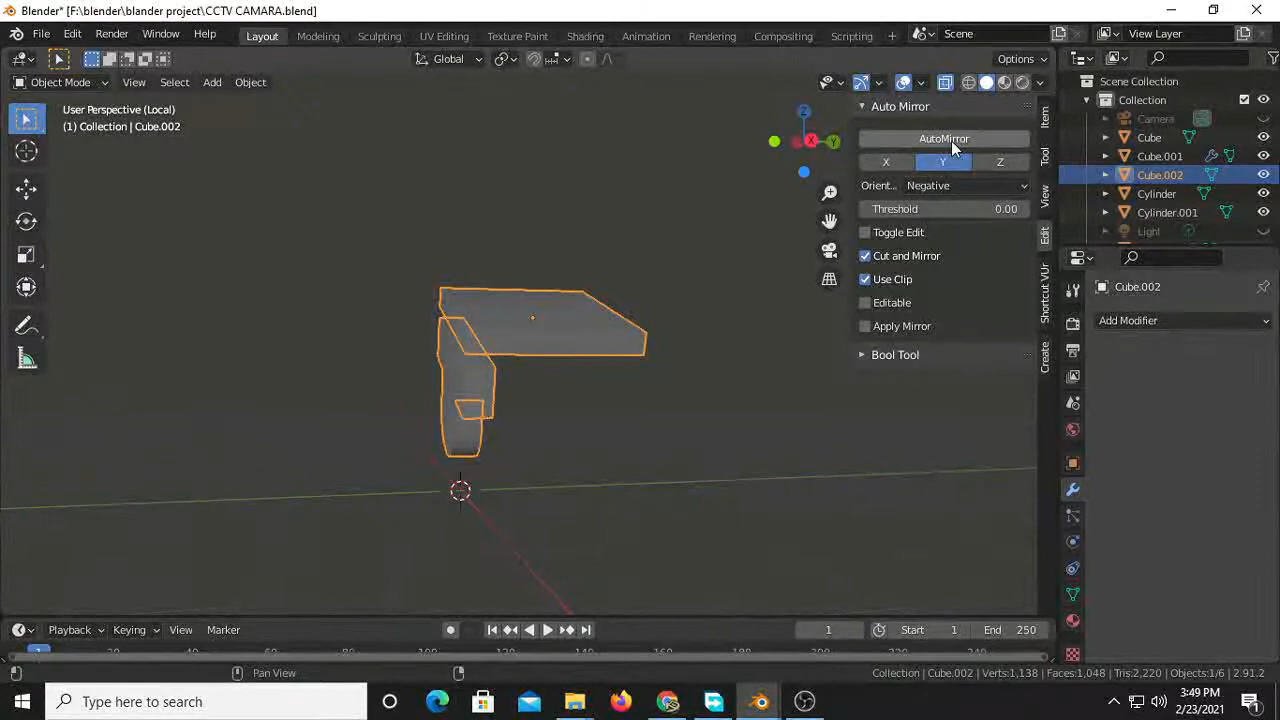 Blender* [F:\blender\blander project\CCTV CAMARA.blend]
File Edit Render Window Help Layout Modeling Sculpting UV Editing Texture Paint Shading Animation Rendering Compositing Scripting + Scene View Layer
Global Options
Object Mode View Select Add Object
User Perspective (Local)
(1) Collection | Cube.002
X Y Z
Auto Mirror
AutoMirror
X Y Z
Orient... Negative
Threshold 0.00
Toggle Edit
Cut and Mirror
Use Clip
Editable
Apply Mirror
Bool Tool
Item
Tool
View
Edit
Shortcut VUr
Create
Scene Collection
Collection
Camera
Cube
Cube.001
Cube.002
Cylinder
Cylinder.001
Light
Cube.002
Add Modifier
Playback Keying View Marker 1 Start 1 End 250
1 100 120
Pan View
Collection | Cube.002 | Verts:1,138 | Faces:1,048 | Tris:2,220 | Objects:1/6 | 2.91.2
Type here to search
3:49 PM
2/23/2021
1